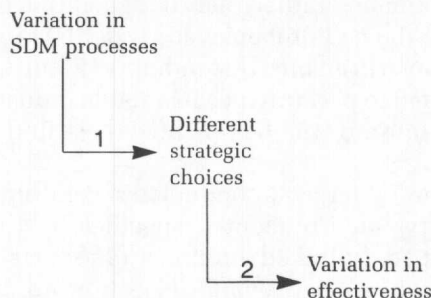 Variation in
SDM processes
1
Different
strategic
choices
2
Variation in
effectiveness